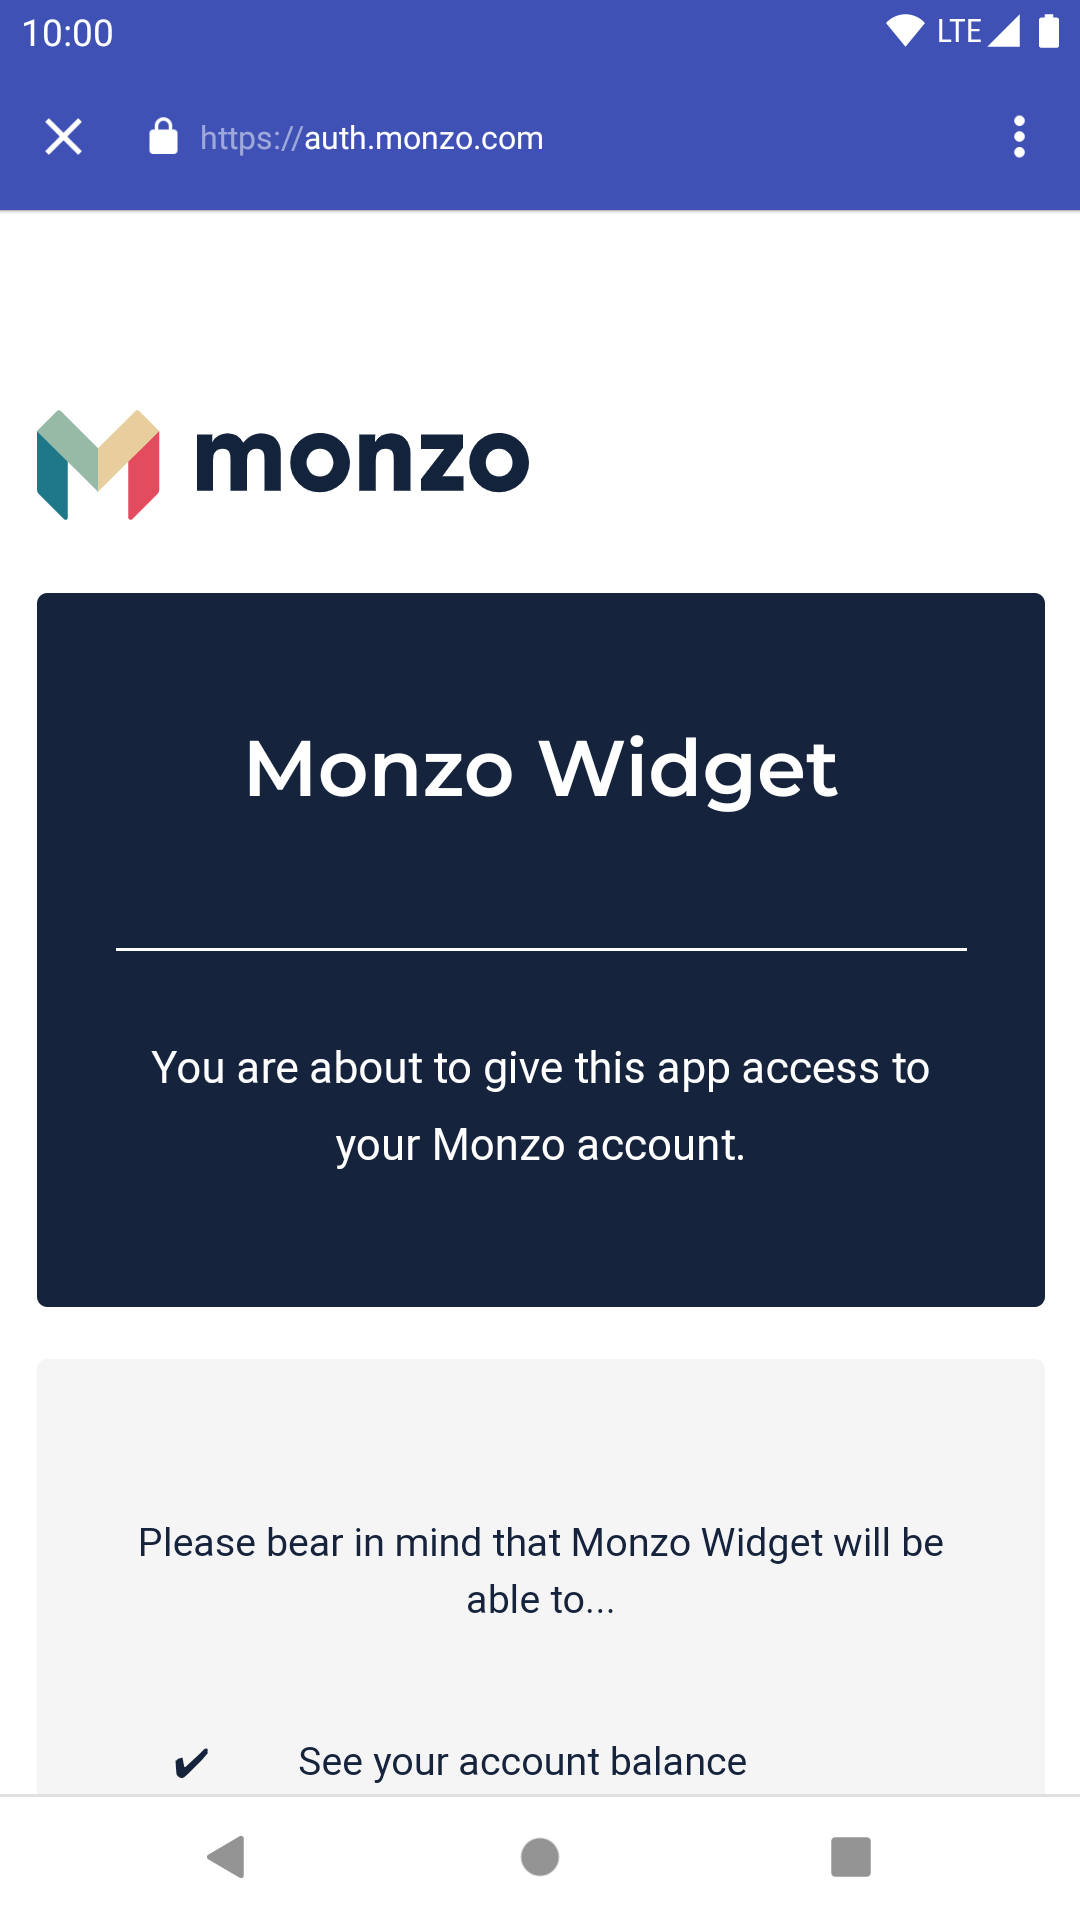 10:00
LTE
https://auth.monzo.com
monzo
Monzo Widget
You are about to give this app access to
your Monzo account.
Please bear in mind that Monzo Widget will be
able to...
✔ See your account balance